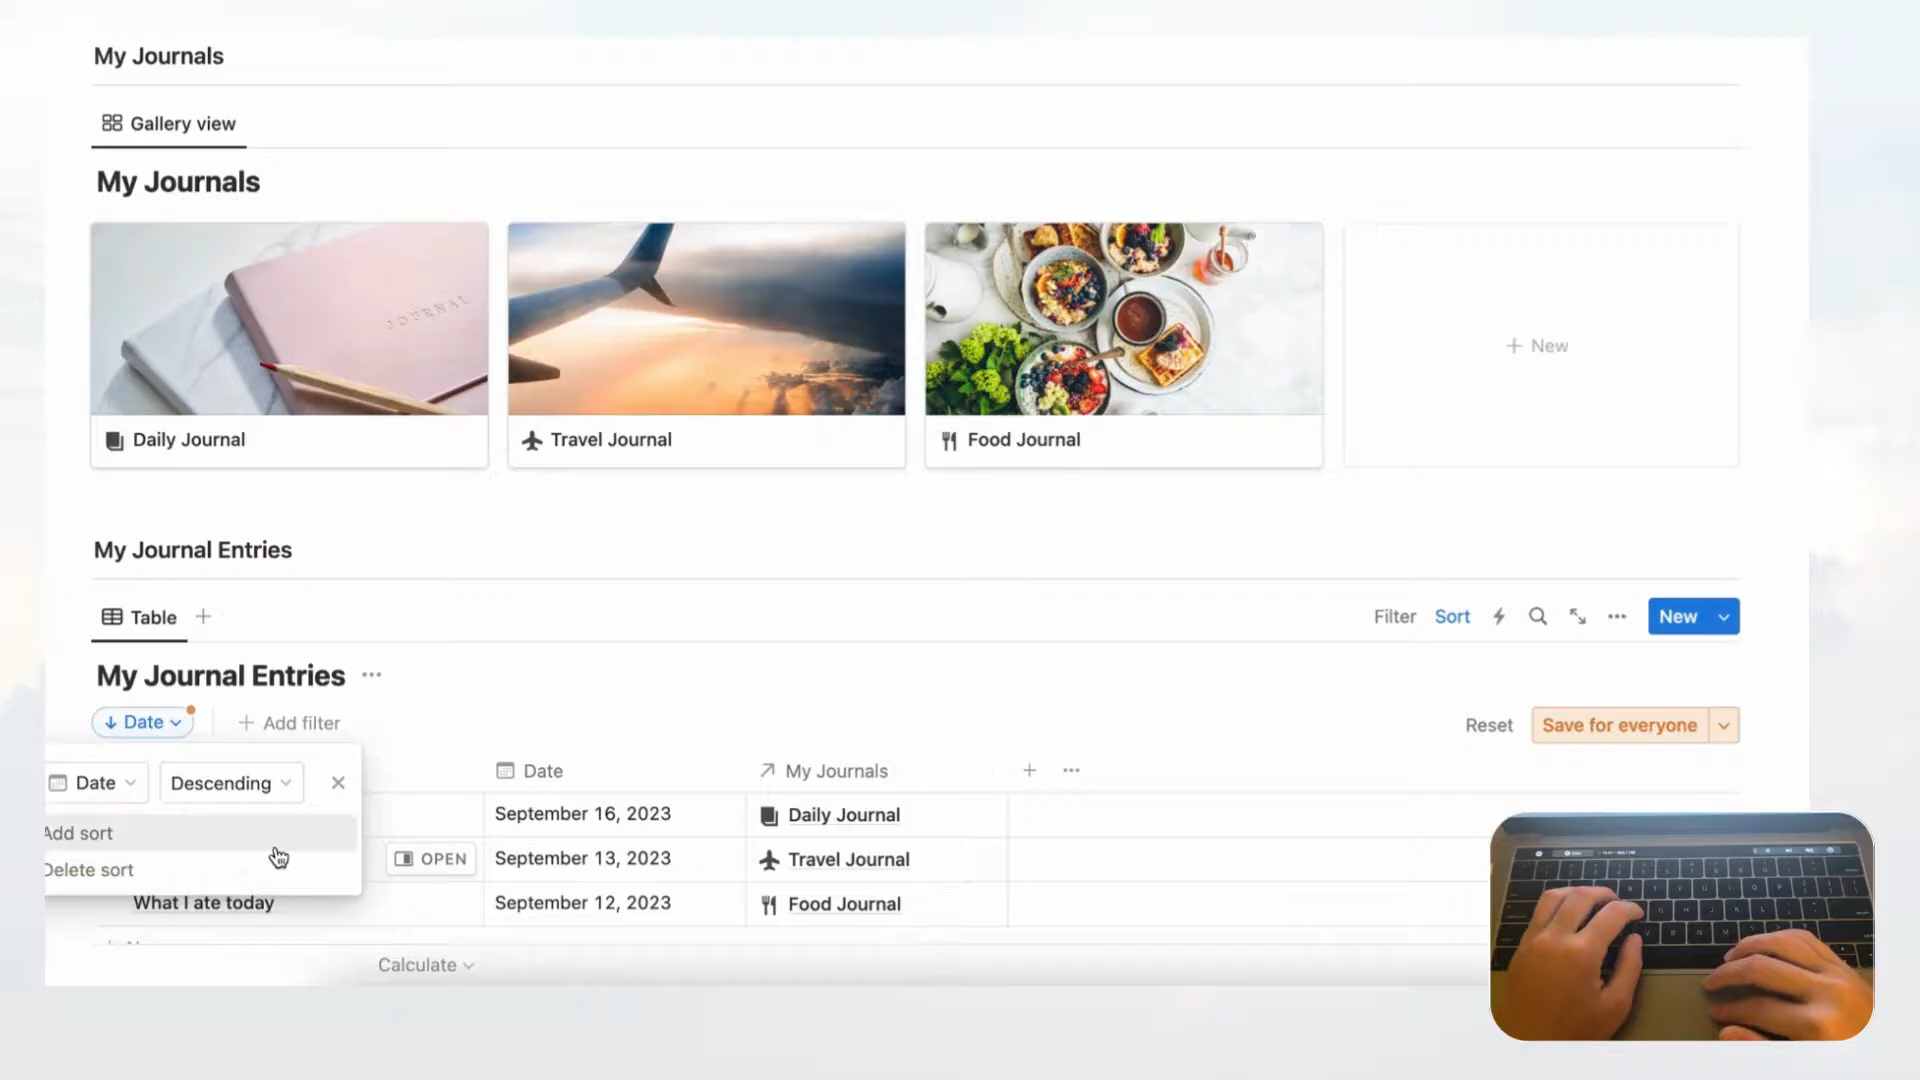 My Journals
Gallery view
My Journals
JOURNAL
Daily Journal
Travel Journal
Food Journal
+ New
My Journal Entries
Table +
Filter Sort New
My Journal Entries ...
Date + Add filter
Reset Save for everyone
Date Descending
Date My Journals + ...
Add sort
September 16, 2023 Daily Journal
OPEN September 13, 2023 Travel Journal
Delete sort
What I ate today September 12, 2023 Food Journal
Calculate